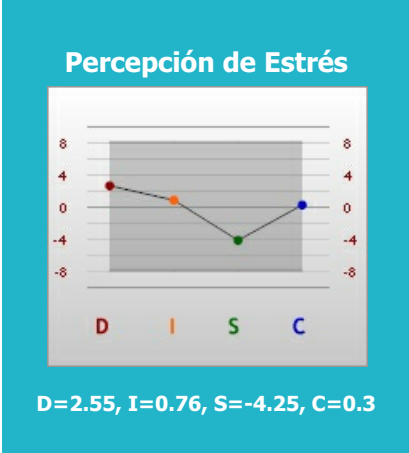 Percepción de Estrés
8 8
4 4
0 0
-4 -4
-8 -8
D I S C
D=2.55, I=0.76, S=-4.25, C=0.3